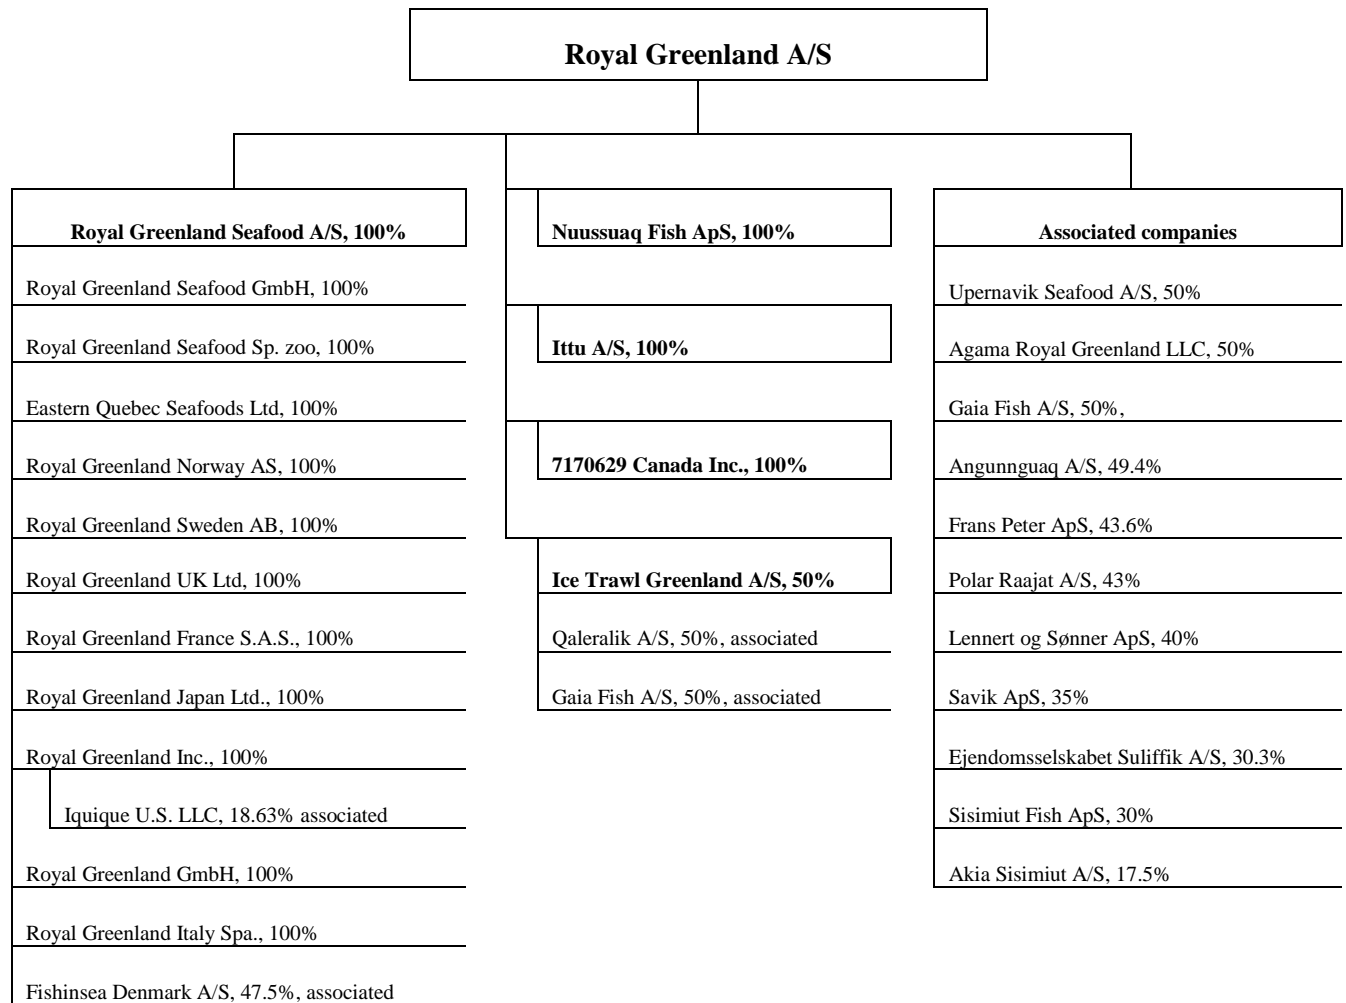 Royal Greenland A/S
Royal Greenland Seafood A/S, 100%
Royal Greenland Seafood GmbH, 100%
Royal Greenland Seafood Sp. zoo, 100%
Eastern Quebec Seafoods Ltd, 100%
Royal Greenland Norway AS, 100%
Royal Greenland Sweden AB, 100%
Royal Greenland UK Ltd, 100%
Royal Greenland France S.A.S., 100%
Royal Greenland Japan Ltd., 100%
Royal Greenland Inc., 100%
Iquique U.S. LLC, 18.63% associated
Royal Greenland GmbH, 100%
Royal Greenland Italy Spa., 100%
Fishinsea Denmark A/S, 47.5%, associated
Nuussuaq Fish ApS, 100%
Ittu A/S, 100%
7170629 Canada Inc., 100%
Ice Trawl Greenland A/S, 50%
Qaleralik A/S, 50%, associated
Gaia Fish A/S, 50%, associated
Associated companies
Upernavik Seafood A/S, 50%
Agama Royal Greenland LLC, 50%
Gaia Fish A/S, 50%,
Angunnguaq A/S, 49.4%
Frans Peter ApS, 43.6%
Polar Raajat A/S, 43%
Lennert og Sønner ApS, 40%
Savik ApS, 35%
Ejendomsselskabet Suliffik A/S, 30.3%
Sisimiut Fish ApS, 30%
Akia Sisimiut A/S, 17.5%